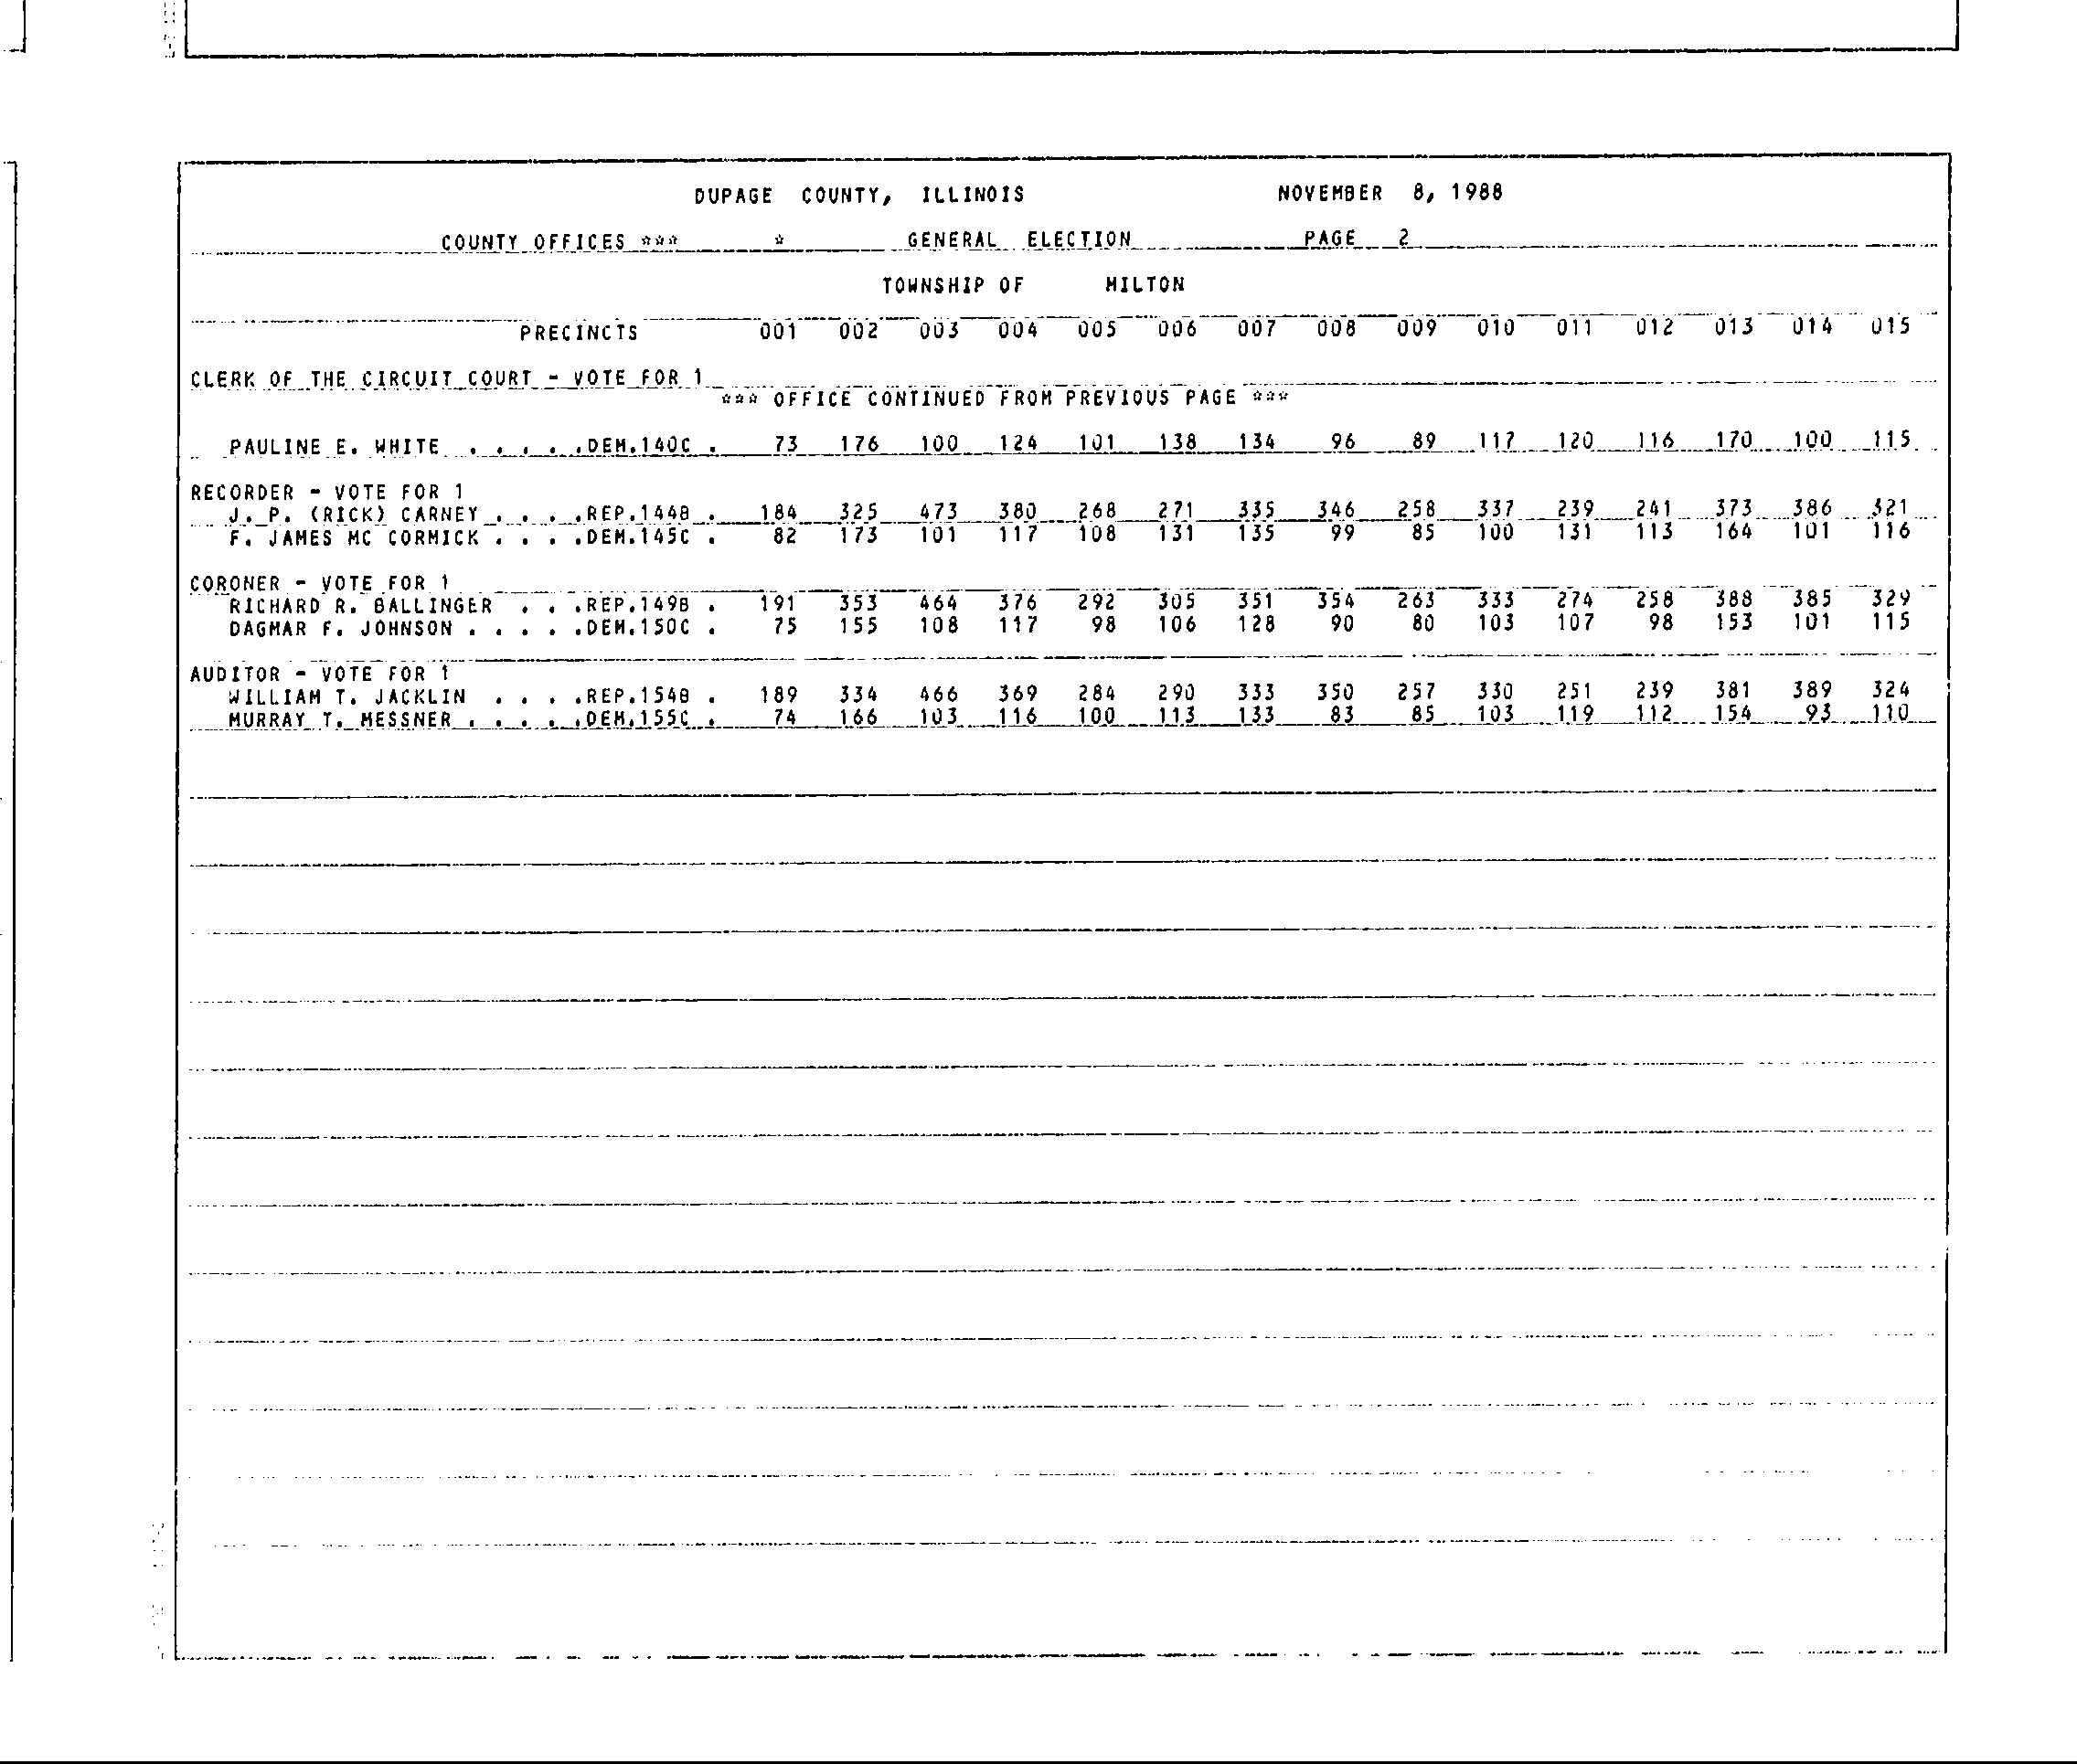 DUPAGE COUNTY, ILLINOIS NOVEMBER 8, 1988
COUNTY OFFICES *** * GENERAL ELECTION PAGE 2
TOWNSHIP OF MILTON
PRECINCTS 001 002 003 004 005 006 007 008 009 010 011 012 013 014 015
CLERK OF THE CIRCUIT COURT - VOTE FOR 1
*** OFFICE CONTINUED FROM PREVIOUS PAGE ***
PAULINE E. WHITE . . . . .DEM.140C . 73 176 100 124 101 138 134 96 89 117 120 116 170 100 115
RECORDER - VOTE FOR 1
J. P. (RICK) CARNEY . . . .REP.144B . 184 325 473 380 268 271 335 346 258 337 239 241 373 386 321
F. JAMES MC CORMICK . . . .DEM.145C . 82 173 101 117 108 131 135 99 85 100 131 113 164 101 116
CORONER - VOTE FOR 1
RICHARD R. BALLINGER . . .REP.149B . 191 353 464 376 292 305 351 354 263 333 274 258 388 385 329
DAGMAR F. JOHNSON . . . . .DEM.150C . 75 155 108 117 98 106 128 90 80 103 107 98 153 101 115
AUDITOR - VOTE FOR 1
WILLIAM T. JACKLIN . . . .REP.154B . 189 334 466 369 284 290 333 350 257 330 251 239 381 389 324
MURRAY T. MESSNER . . . . .DEM.155C . 74 166 103 116 100 113 133 83 85 103 119 112 154 93 110